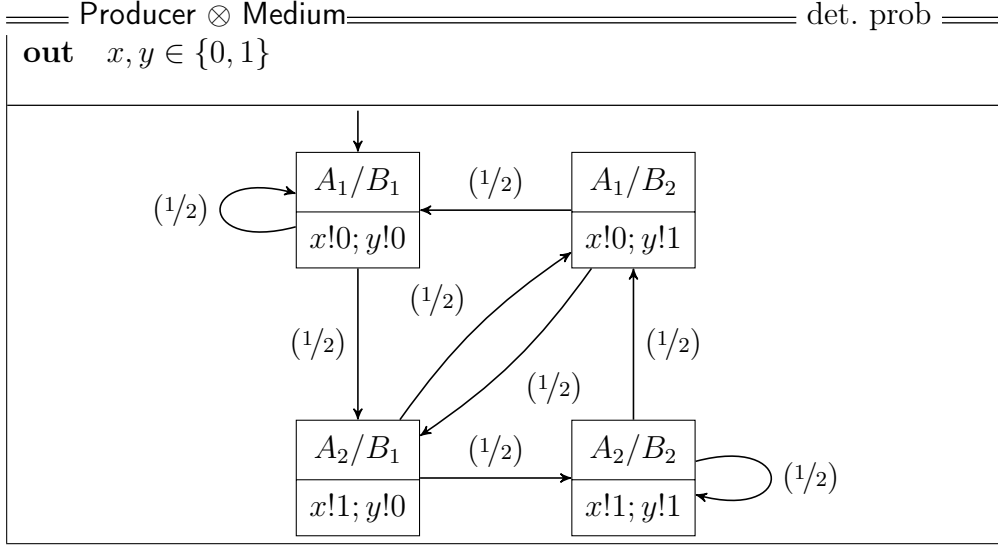 Producer ⊗ Medium det. prob
out x, y ∈ {0, 1}
A₁/B₁ (1/2) A₁/B₂
(1/2)
x!0; y!0 x!0; y!1
(1/2)
(1/2) (1/2)
(1/2)
A₂/B₁ (1/2) A₂/B₂
(1/2)
x!1; y!0 x!1; y!1